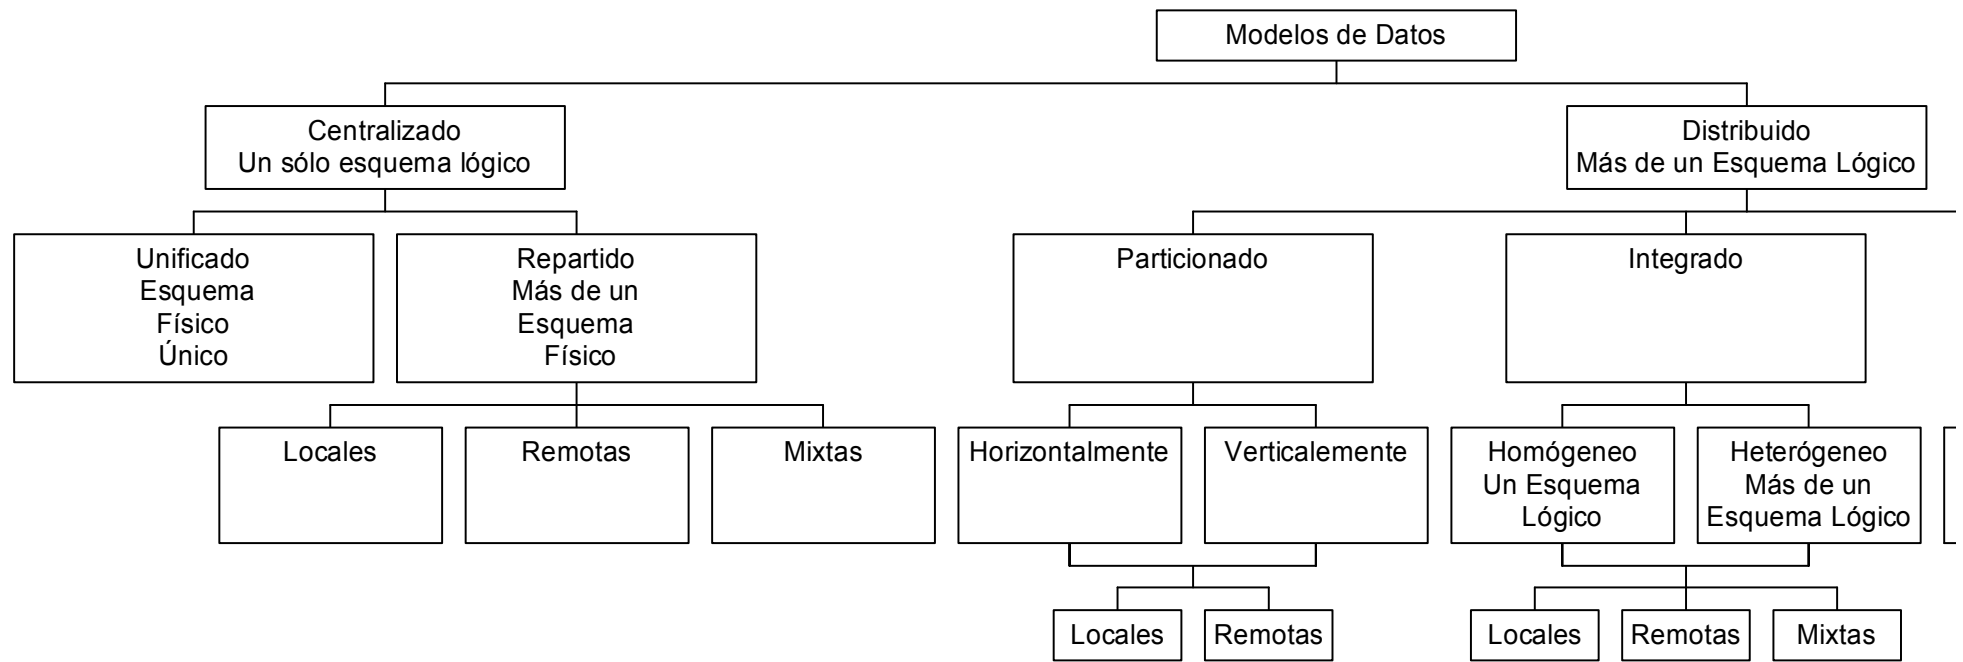 Modelos de Datos
Centralizado
Un sólo esquema lógico
Distribuido
Más de un Esquema Lógico
Unificado
Esquema
Físico
Único
Repartido
Más de un
Esquema
Físico
Particionado
Integrado
Locales
Remotas
Mixtas
Horizontalmente
Verticalemente
Homógeneo
Un Esquema
Lógico
Heterógeneo
Más de un
Esquema Lógico
Locales
Remotas
Locales
Remotas
Mixtas